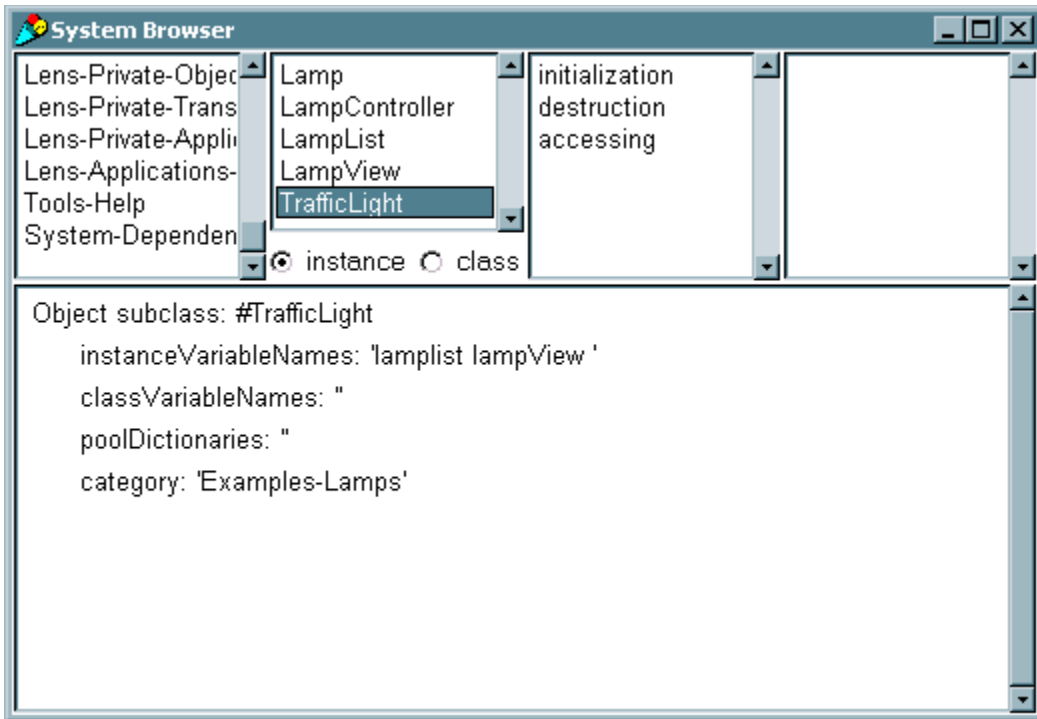 System Browser
Lens-Private-Objec
Lens-Private-Trans
Lens-Private-Appli
Lens-Applications-
Tools-Help
System-Dependen
Lamp
LampController
LampList
LampView
TrafficLight
instance class
initialization
destruction
accessing
Object subclass: #TrafficLight
instanceVariableNames: 'lamplist lampView '
classVariableNames: ''
poolDictionaries: ''
category: 'Examples-Lamps'